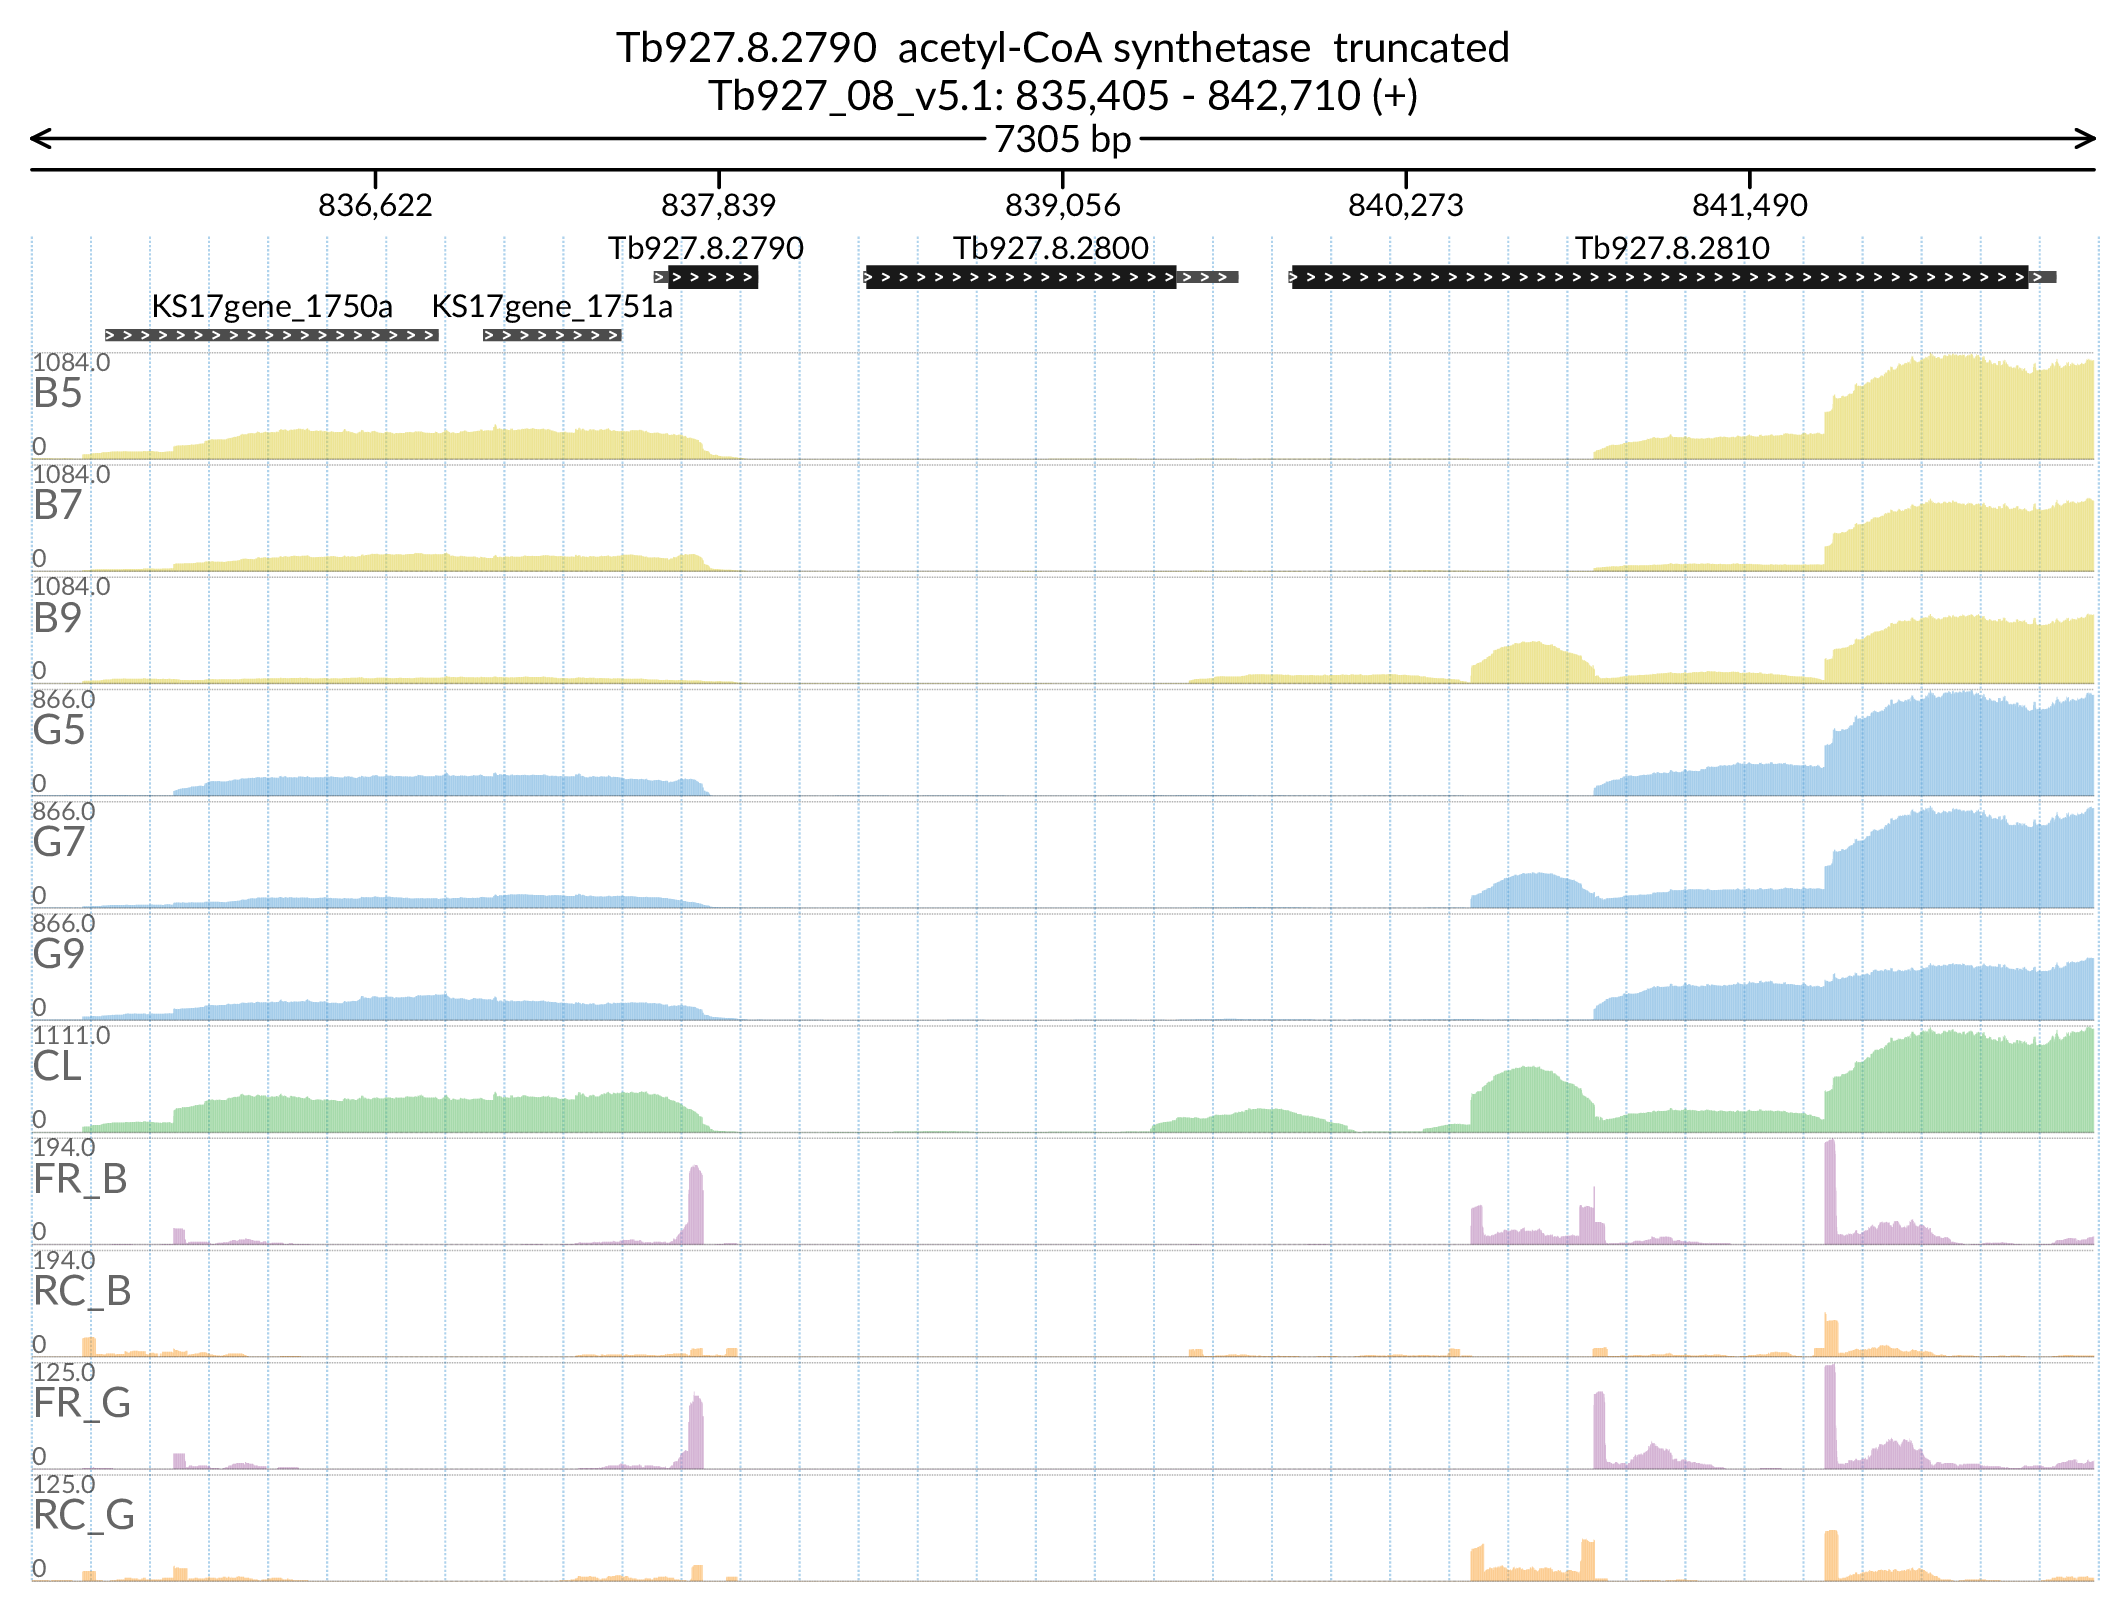 Tb927.8.2790 acetyl-CoA synthetase truncated
Tb927_08_v5.1: 835,405 - 842,710 (+)
7305 bp
836,622 837,839 839,056 840,273 841,490
Tb927.8.2790 Tb927.8.2800 Tb927.8.2810
KS17gene_1750a KS17gene_1751a
1084.0
B5
0
1084.0
B7
0
1084.0
B9
0
866.0
G5
0
866.0
G7
0
866.0
G9
0
1111.0
CL
0
194.0
FR_B
0
194.0
RC_B
0
125.0
FR_G
0
125.0
RC_G
0